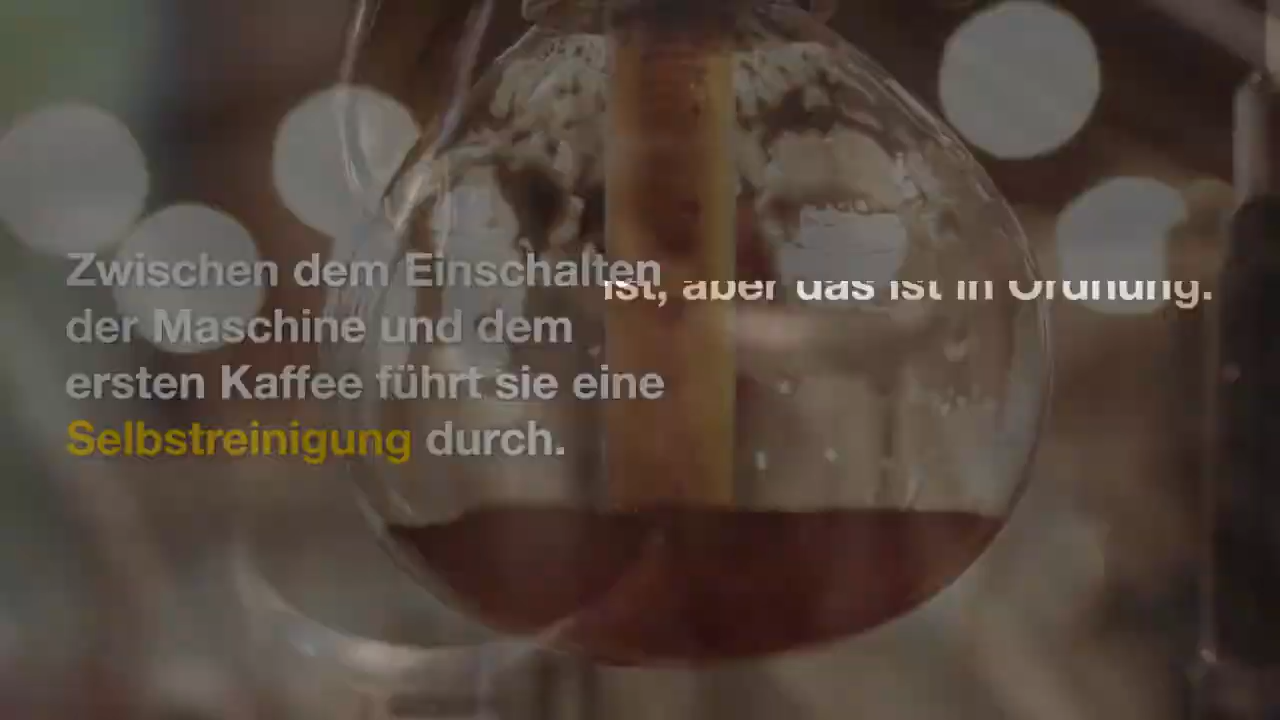 Zwischen dem Einschalten
der Maschine und dem
ersten Kaffee führt sie eine
Selbstreinigung durch.
ist, aber das ist in Ordnung.